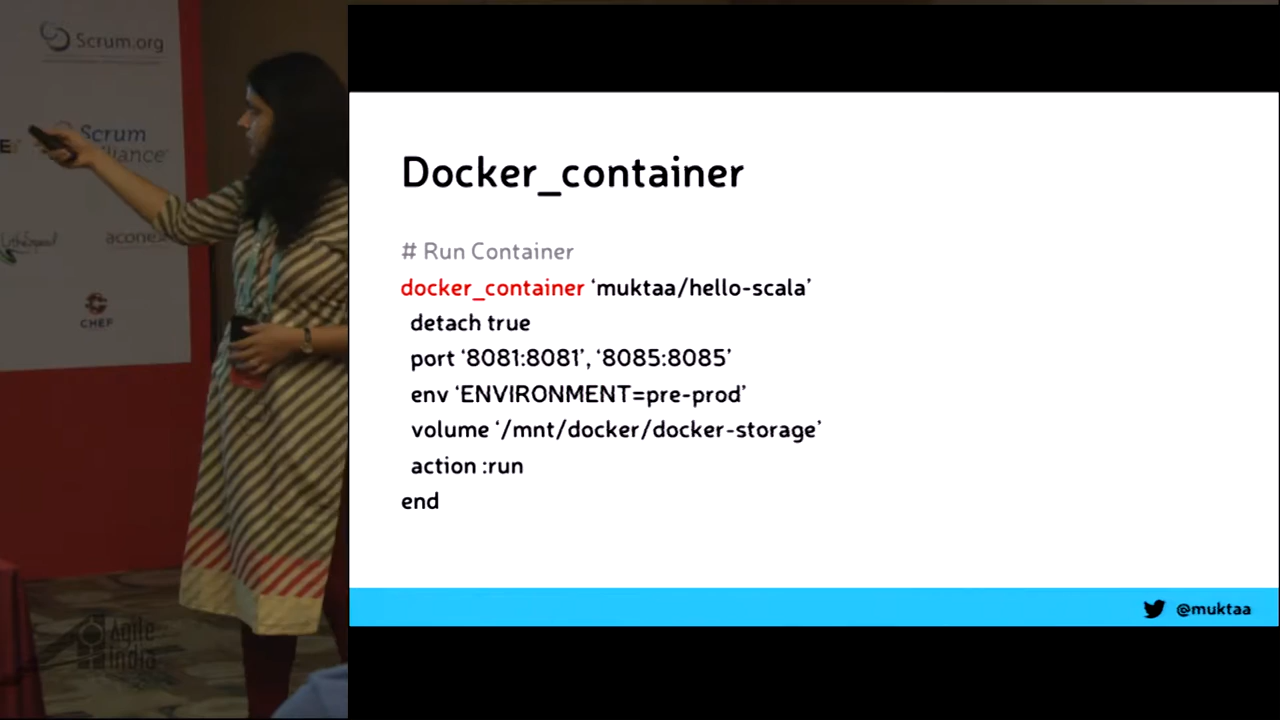 Scrum.org
Scrum
Alliance
aconex
CHEF
Agile
India
Docker_container
# Run Container
docker_container ‘muktaa/hello-scala’
detach true
port ‘8081:8081’, ‘8085:8085’
env ‘ENVIRONMENT=pre-prod’
volume ‘/mnt/docker/docker-storage’
action :run
end
@muktaa